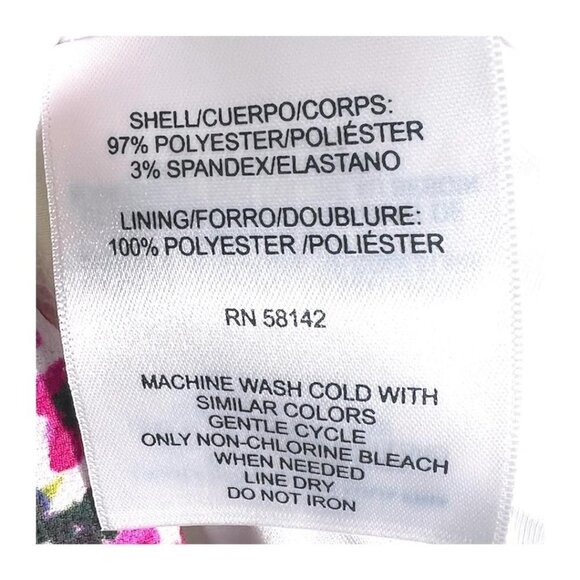 SHELL/CUERPO/CORPS:
97% POLYESTER/POLIÉSTER
3% SPANDEX/ELASTANO
LINING/FORRO/DOUBLURE:
100% POLYESTER /POLIÉSTER
RN 58142
MACHINE WASH COLD WITH
SIMILAR COLORS
GENTLE CYCLE
ONLY NON-CHLORINE BLEACH
WHEN NEEDED
LINE DRY
DO NOT IRON